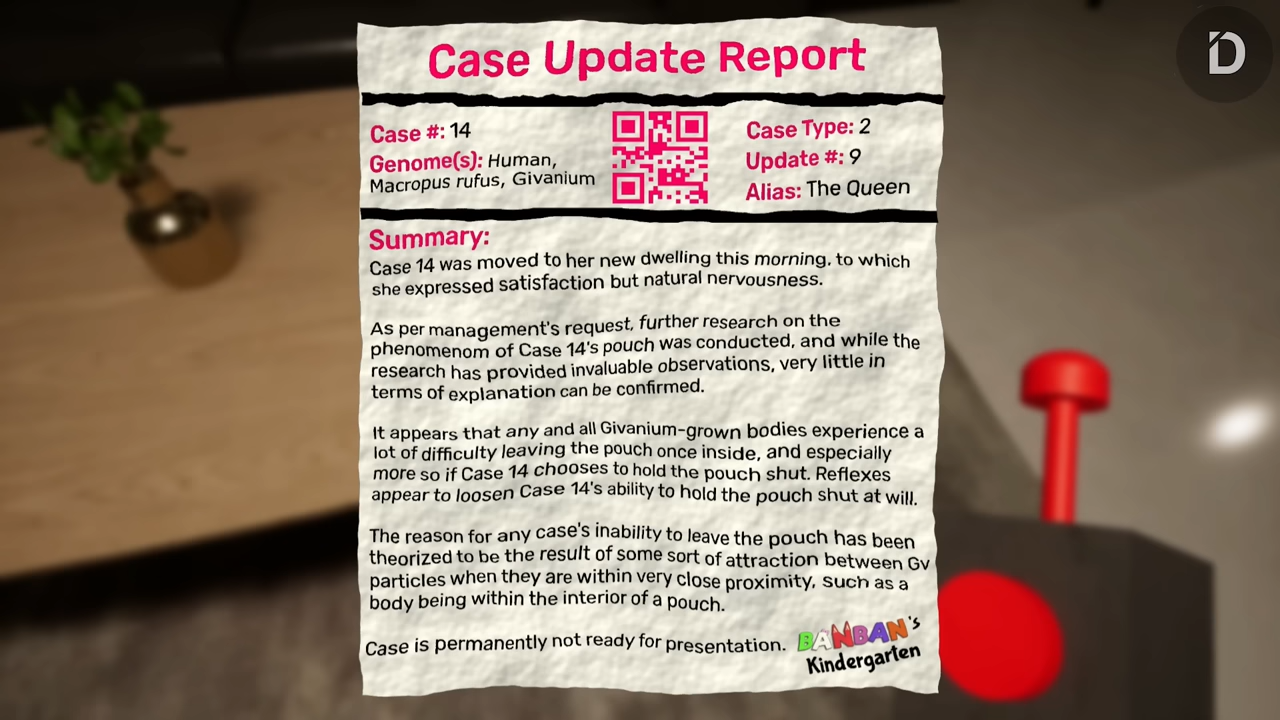 Case Update Report
Case #: 14
Genome(s): Human,
Macropus rufus, Givanium
Case Type: 2
Update #: 9
Alias: The Queen
Summary:
Case 14 was moved to her new dwelling this morning, to which
she expressed satisfaction but natural nervousness.
As per management's request, further research on the
phenomenom of Case 14's pouch was conducted, and while the
research has provided invaluable observations, very little in
terms of explanation can be confirmed.
It appears that any and all Givanium-grown bodies experience a
lot of difficulty leaving the pouch once inside, and especially
more so if Case 14 chooses to hold the pouch shut. Reflexes
appear to loosen Case 14's ability to hold the pouch shut at will.
The reason for any case's inability to leave the pouch has been
theorized to be the result of some sort of attraction between Gv
particles when they are within very close proximity, such as a
body being within the interior of a pouch.
Case is permanently not ready for presentation.
BANBAN's
Kindergarten
D